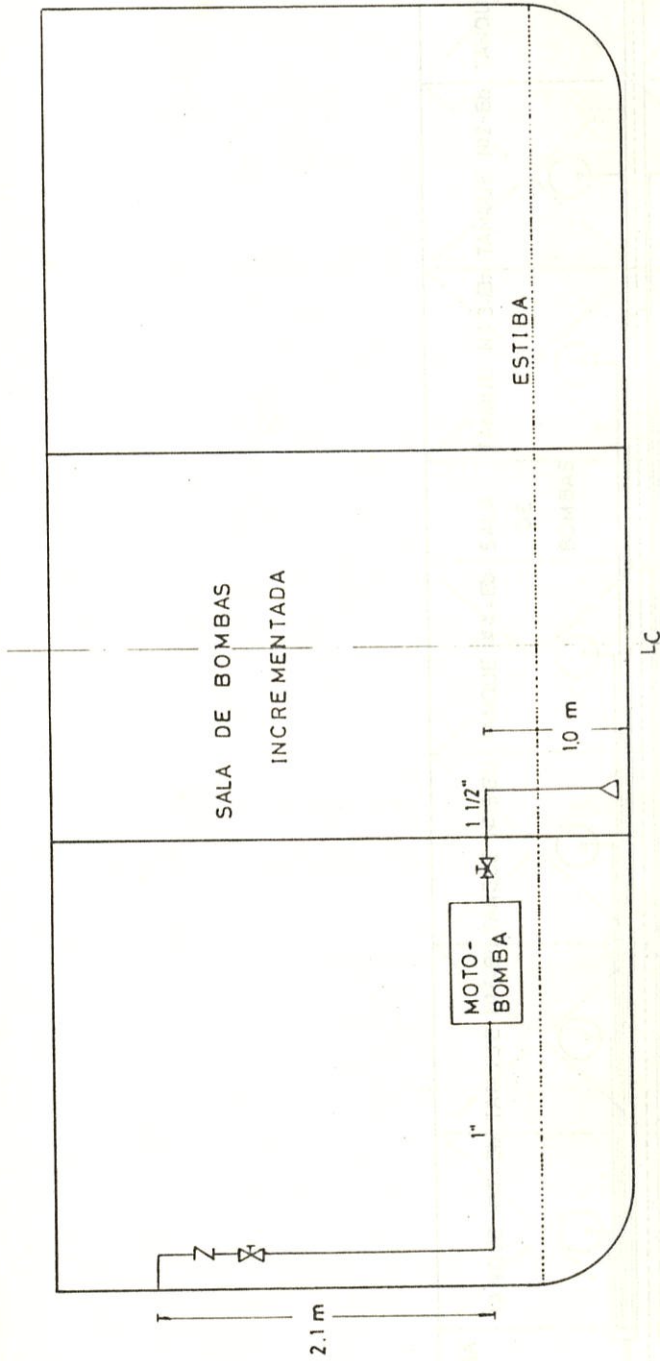 SALA DE BOMBAS
INCREMENTADA
ESTIBA
MOTO-
BOMBA
1 1/2"
1"
2.1 m
1.0 m
LC